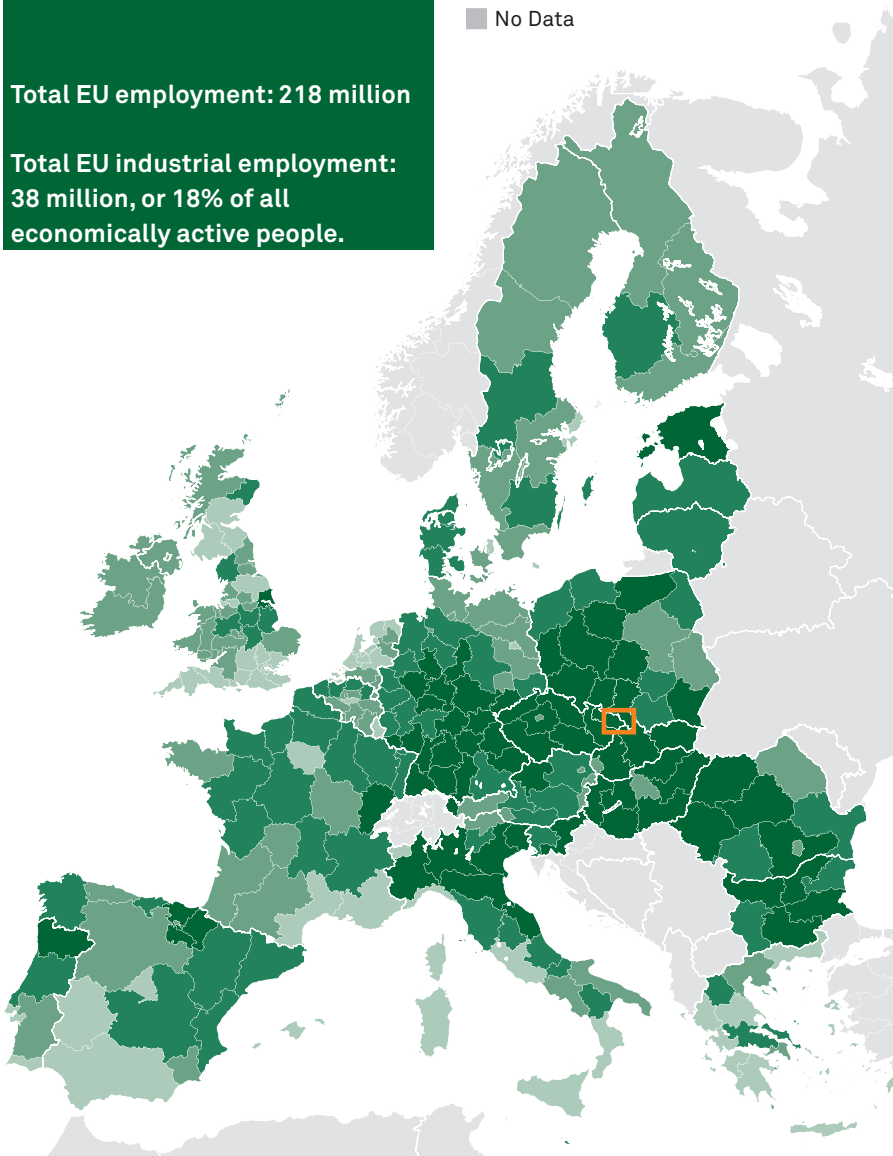 No Data
Total EU employment: 218 million
Total EU industrial employment:
38 million, or 18% of all
economically active people.